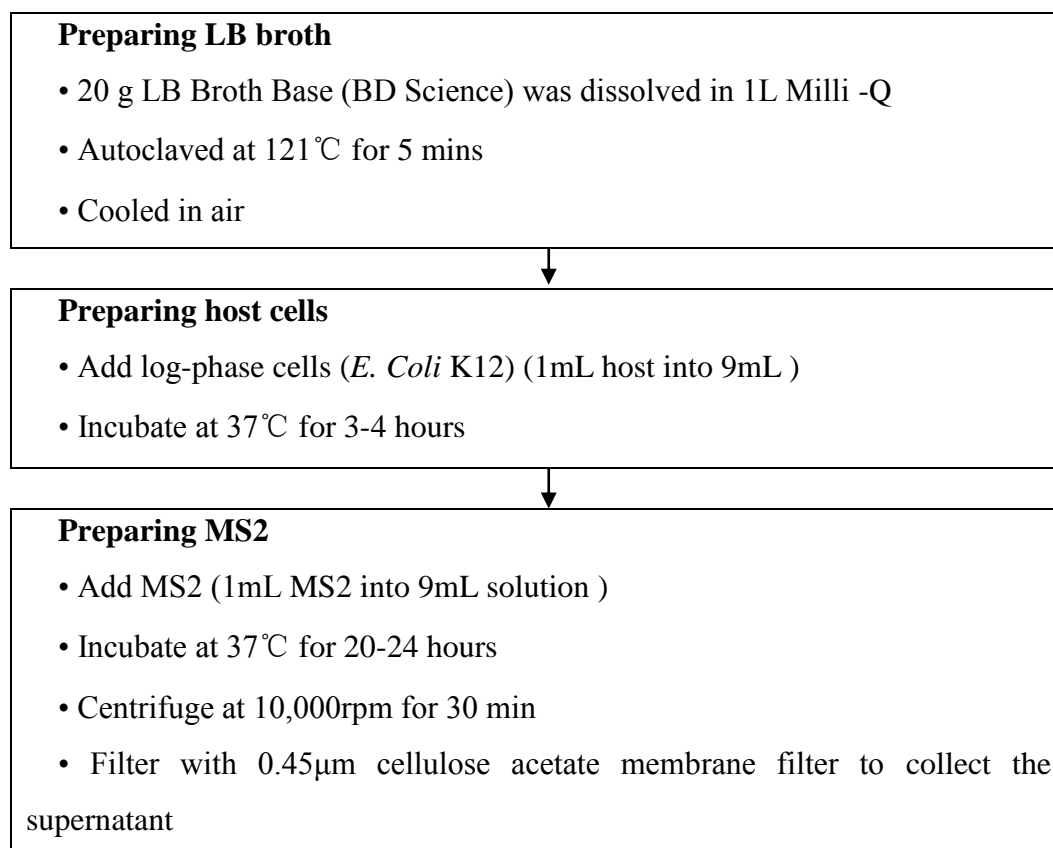 Preparing LB broth
• 20 g LB Broth Base (BD Science) was dissolved in 1L Milli -Q
• Autoclaved at 121℃ for 5 mins
• Cooled in air
Preparing host cells
• Add log-phase cells (E. Coli K12) (1mL host into 9mL )
• Incubate at 37℃ for 3-4 hours
Preparing MS2
• Add MS2 (1mL MS2 into 9mL solution )
• Incubate at 37℃ for 20-24 hours
• Centrifuge at 10,000rpm for 30 min
• Filter with 0.45μm cellulose acetate membrane filter to collect the
supernatant